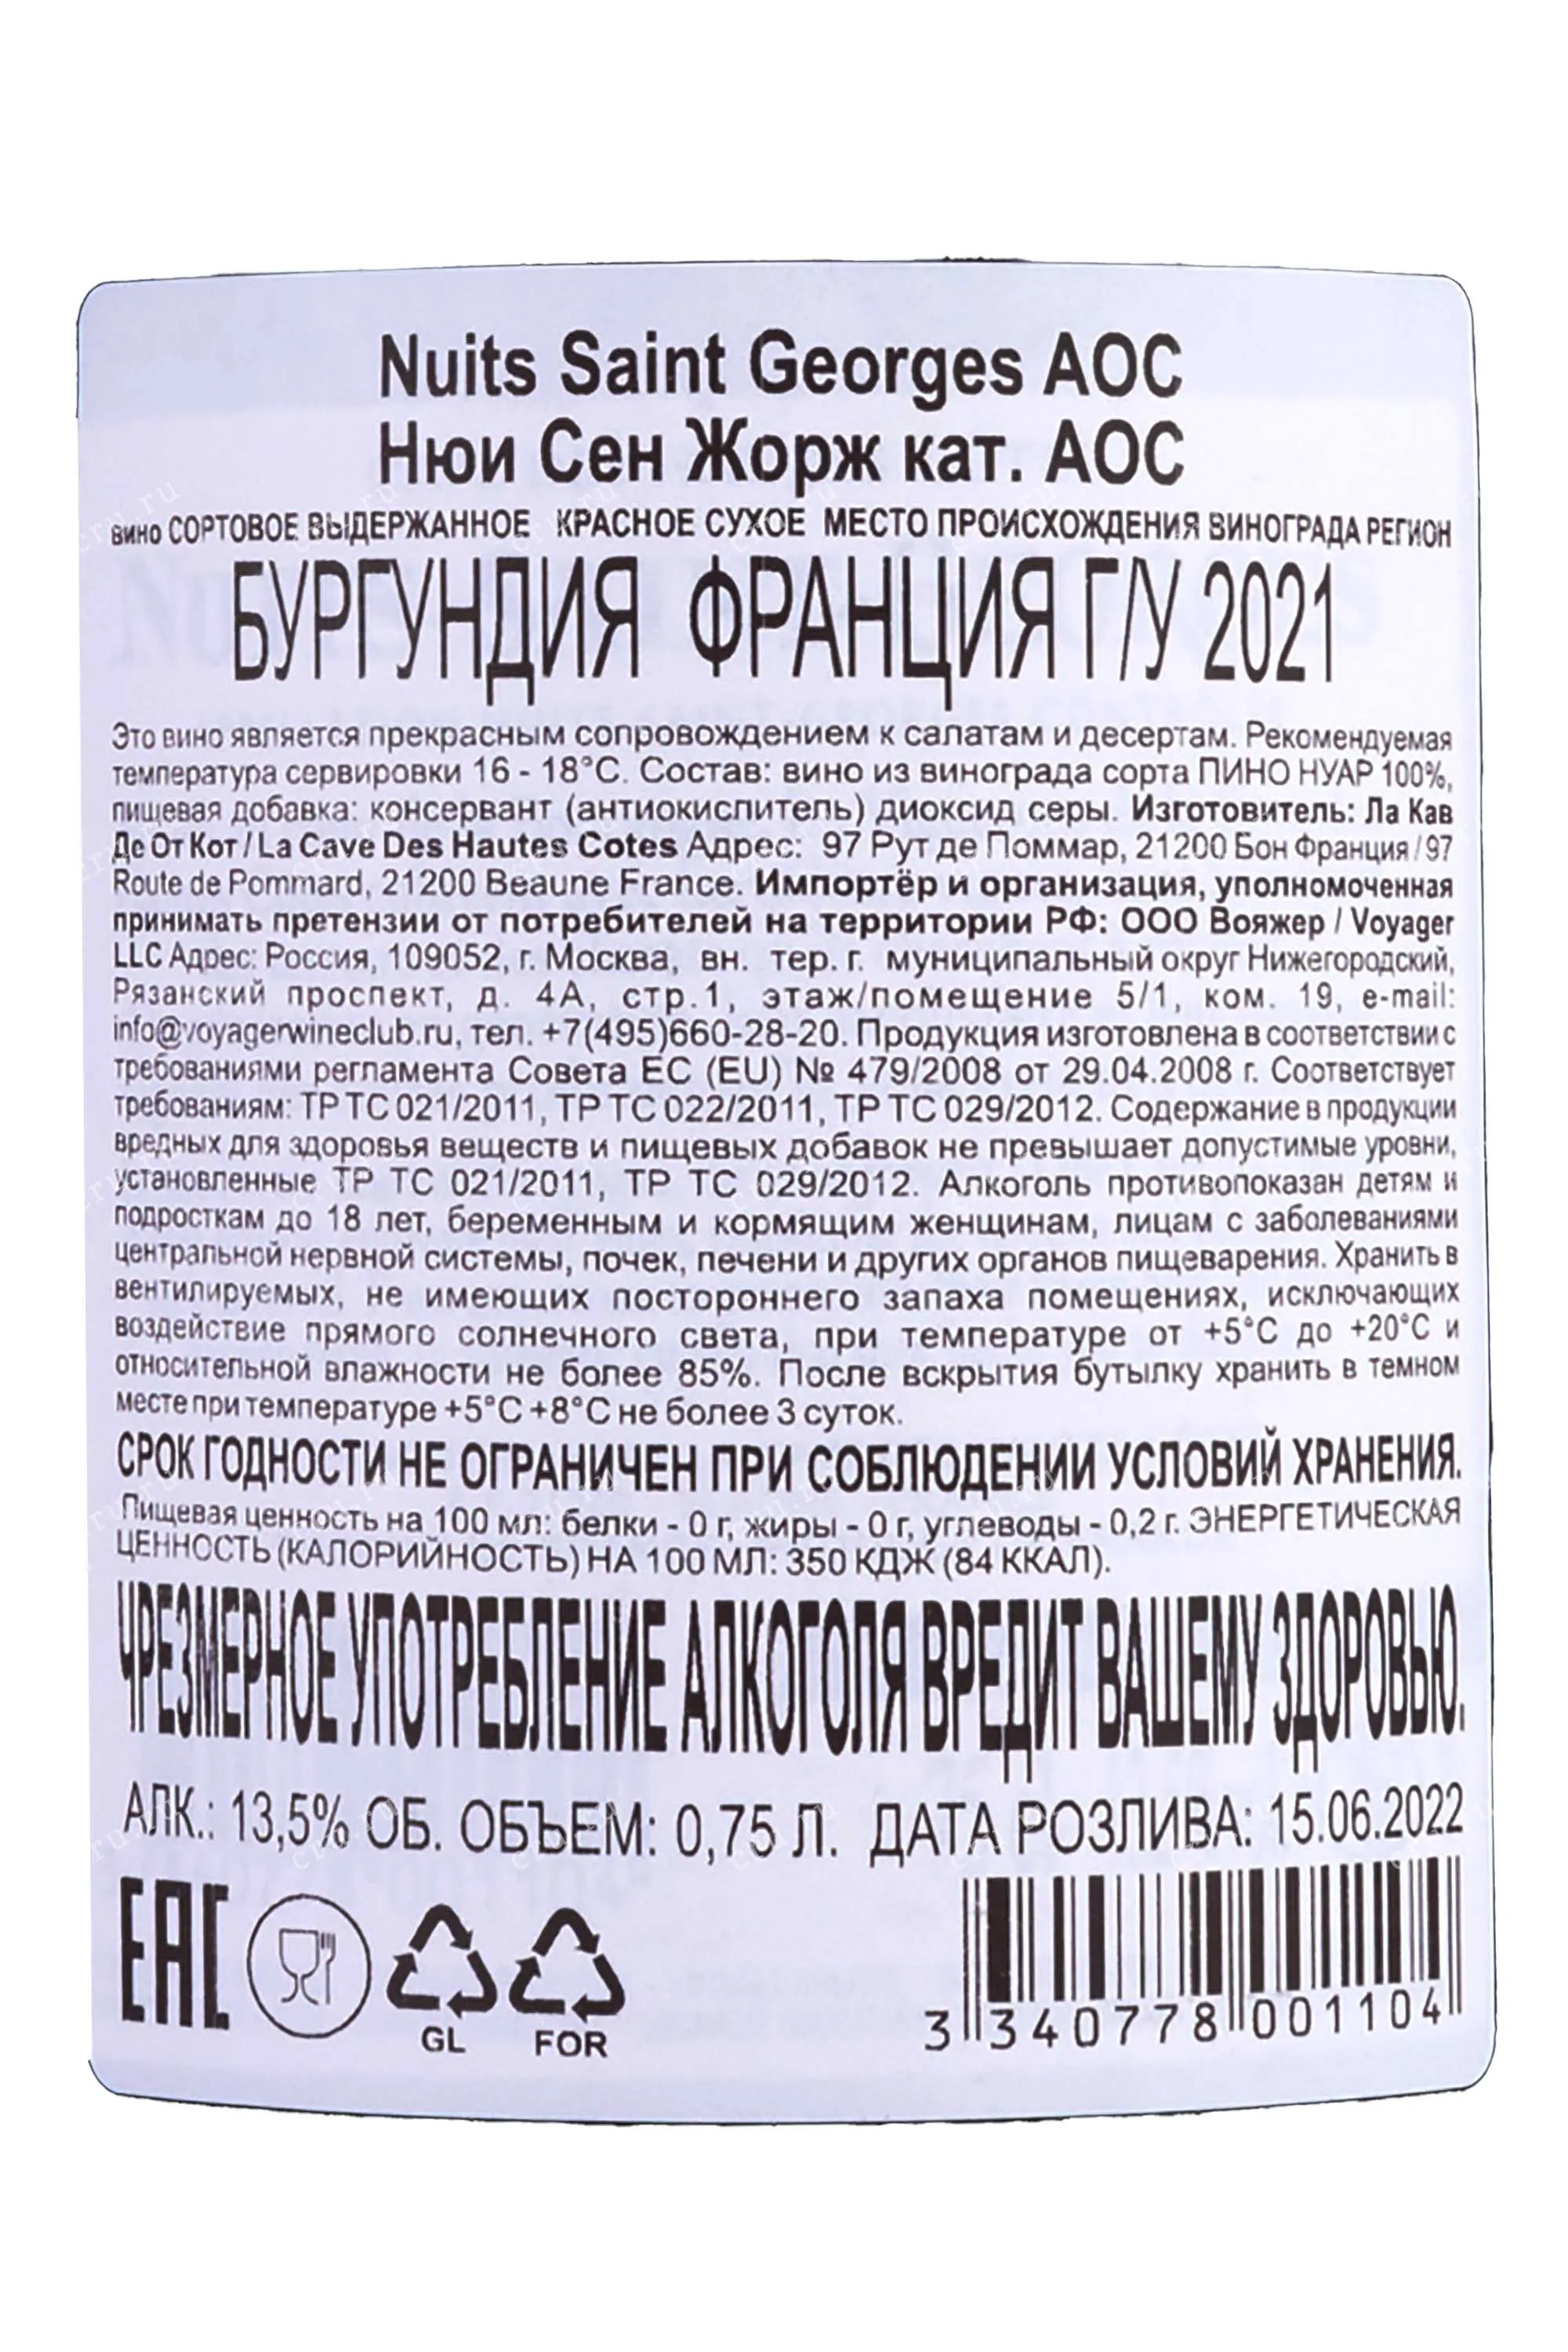 Nuits Saint Georges AOC
Нюи Сен Жорж кат. АОС
вино СОРТОВОЕ ВЫДЕРЖАННОЕ КРАСНОЕ СУХОЕ МЕСТО ПРОИСХОЖДЕНИЯ ВИНОГРАДА РЕГИОН
БУРГУНДИЯ ФРАНЦИЯ Г/У 2021
Это вино является прекрасным сопровождением к салатам и десертам. Рекомендуемая
температура сервировки 16 - 18°С. Состав: вино из винограда сорта ПИНО НУАР 100%,
пищевая добавка: консервант (антиокислитель) диоксид серы. Изготовитель: Ла Кав
Де От Кот / La Cave Des Hautes Cotes Адрес: 97 Рут де Поммар, 21200 Бон Франция / 97
Route de Pommard, 21200 Beaune France. Импортёр и организация, уполномоченная
принимать претензии от потребителей на территории РФ: ООО Вояжер / Voyager
LLC Адрес: Россия, 109052, г. Москва, вн. тер. г. муниципальный округ Нижегородский,
Рязанский проспект, д. 4А, стр.1, этаж/помещение 5/1, ком. 19, e-mail:
info@voyagerwineclub.ru, тел. +7(495)660-28-20. Продукция изготовлена в соответствии с
требованиями регламента Совета ЕС (EU) № 479/2008 от 29.04.2008 г. Соответствует
требованиям: ТР ТС 021/2011, ТР ТС 022/2011, ТР ТС 029/2012. Содержание в продукции
вредных для здоровья веществ и пищевых добавок не превышает допустимые уровни,
установленные ТР ТС 021/2011, ТР ТС 029/2012. Алкоголь противопоказан детям и
подросткам до 18 лет, беременным и кормящим женщинам, лицам с заболеваниями
центральной нервной системы, почек, печени и других органов пищеварения. Хранить в
вентилируемых, не имеющих постороннего запаха помещениях, исключающих
воздействие прямого солнечного света, при температуре от +5°С до +20°С и
относительной влажности не более 85%. После вскрытия бутылку хранить в темном
месте при температуре +5°С +8°С не более 3 суток.
СРОК ГОДНОСТИ НЕ ОГРАНИЧЕН ПРИ СОБЛЮДЕНИИ УСЛОВИЙ ХРАНЕНИЯ.
Пищевая ценность на 100 мл: белки - 0 г, жиры - 0 г, углеводы - 0,2 г. ЭНЕРГЕТИЧЕСКАЯ
ЦЕННОСТЬ (КАЛОРИЙНОСТЬ) НА 100 МЛ: 350 КДЖ (84 ККАЛ).
ЧРЕЗМЕРНОЕ УПОТРЕБЛЕНИЕ АЛКОГОЛЯ ВРЕДИТ ВАШЕМУ ЗДОРОВЬЮ.
АЛК.: 13,5% ОБ. ОБЪЕМ: 0,75 Л. ДАТА РОЗЛИВА: 15.06.2022
EAC
GL FOR
3 340778 001104